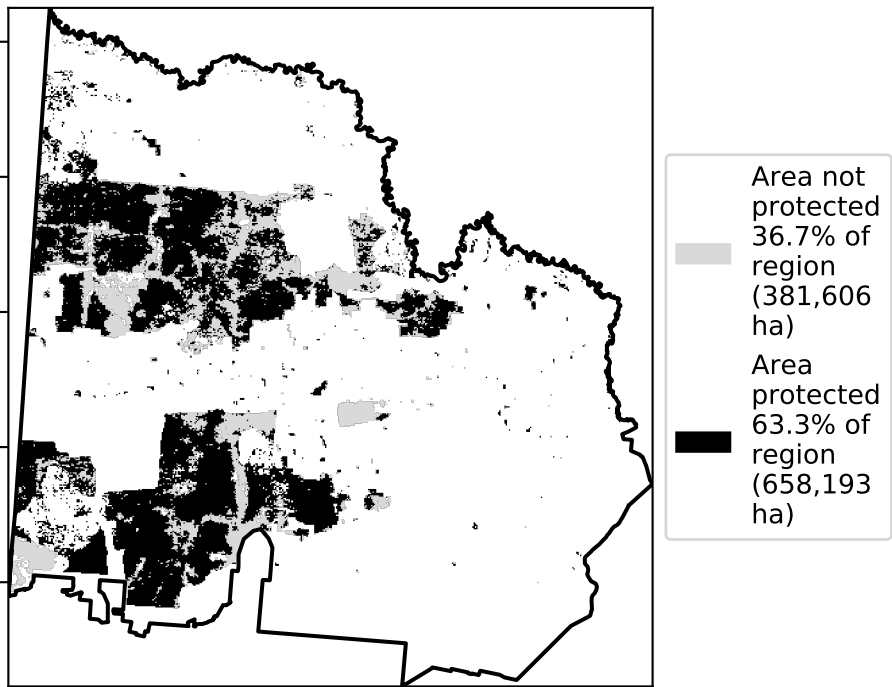 Area not
protected
36.7% of
region
(381,606
ha)
Area
protected
63.3% of
region
(658,193
ha)